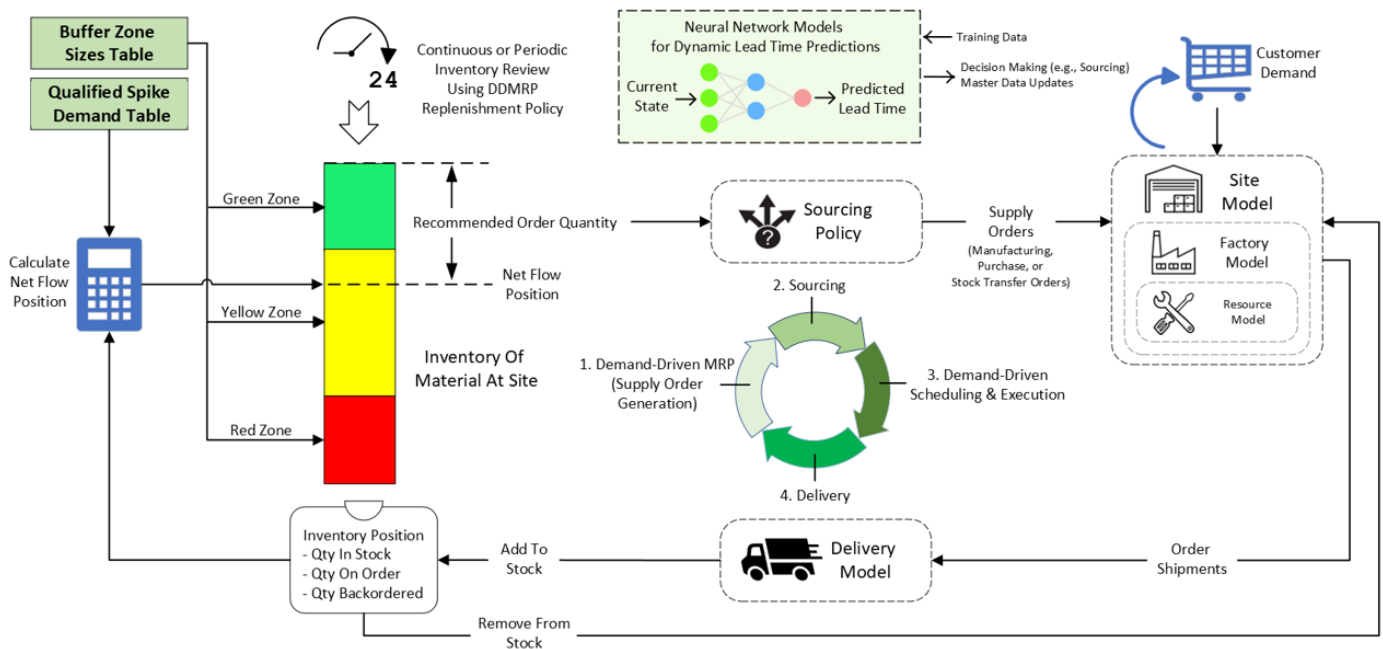 Buffer Zone
Sizes Table
Qualified Spike
Demand Table
24
Continuous or Periodic
Inventory Review
Using DDMRP
Replenishment Policy
Neural Network Models
for Dynamic Lead Time Predictions
Current
State
Predicted
Lead Time
Training Data
Decision Making (e.g., Sourcing)
Master Data Updates
Customer
Demand
Green Zone
Recommended Order Quantity
?
Sourcing
Policy
Supply
Orders
(Manufacturing,
Purchase, or
Stock Transfer Orders)
Site
Model
Factory
Model
Resource
Model
Calculate
Net Flow
Position
Net Flow
Position
Yellow Zone
Inventory Of
Material At Site
Red Zone
2. Sourcing
1. Demand-Driven MRP
(Supply Order
Generation)
3. Demand-Driven
Scheduling & Execution
4. Delivery
Inventory Position
- Qty In Stock
- Qty On Order
- Qty Backordered
Add To
Stock
Delivery
Model
Order
Shipments
Remove From
Stock